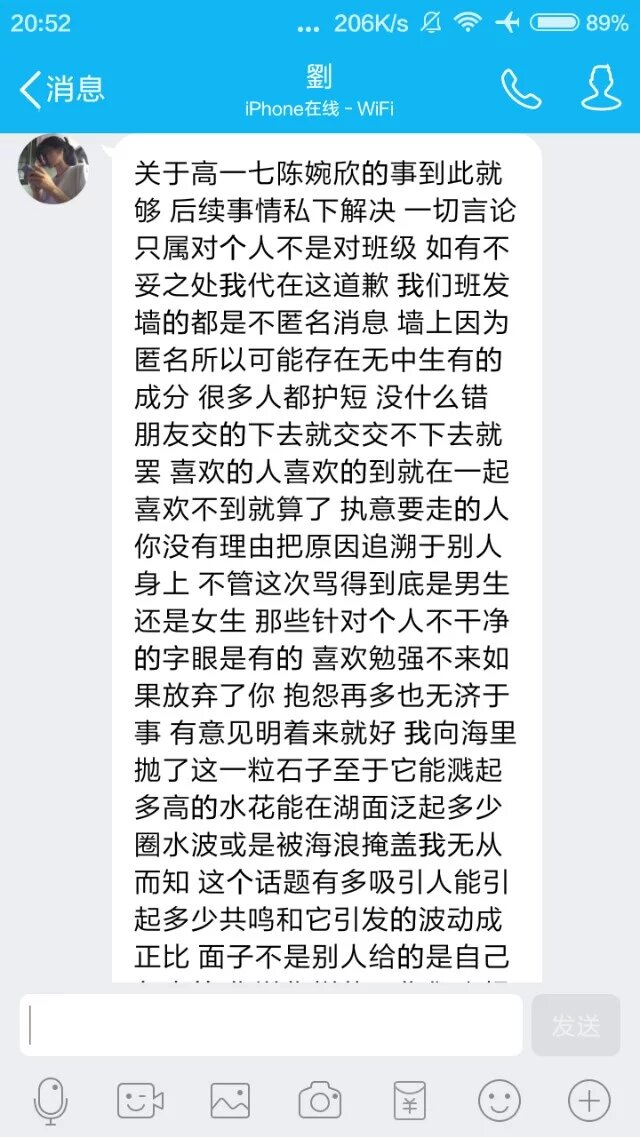 20:52 ... 206K/s 89%
消息
劉
iPhone在线 - WiFi
关于高一七陈婉欣的事到此就
够 后续事情私下解决 一切言论
只属对个人不是对班级 如有不
妥之处我代在这道歉 我们班发
墙的都是不匿名消息 墙上因为
匿名所以可能存在无中生有的
成分 很多人都护短 没什么错
朋友交的下去就交交不下去就
罢 喜欢的人喜欢的到就在一起
喜欢不到就算了 执意要走的人
你没有理由把原因追溯于别人
身上 不管这次骂得到底是男生
还是女生 那些针对个人不干净
的字眼是有的 喜欢勉强不来如
果放弃了你 抱怨再多也无济于
事 有意见明着来就好 我向海里
抛了这一粒石子至于它能溅起
多高的水花能在湖面泛起多少
圈水波或是被海浪掩盖我无从
而知 这个话题有多吸引人能引
起多少共鸣和它引发的波动成
正比 面子不是别人给的是自己
发送